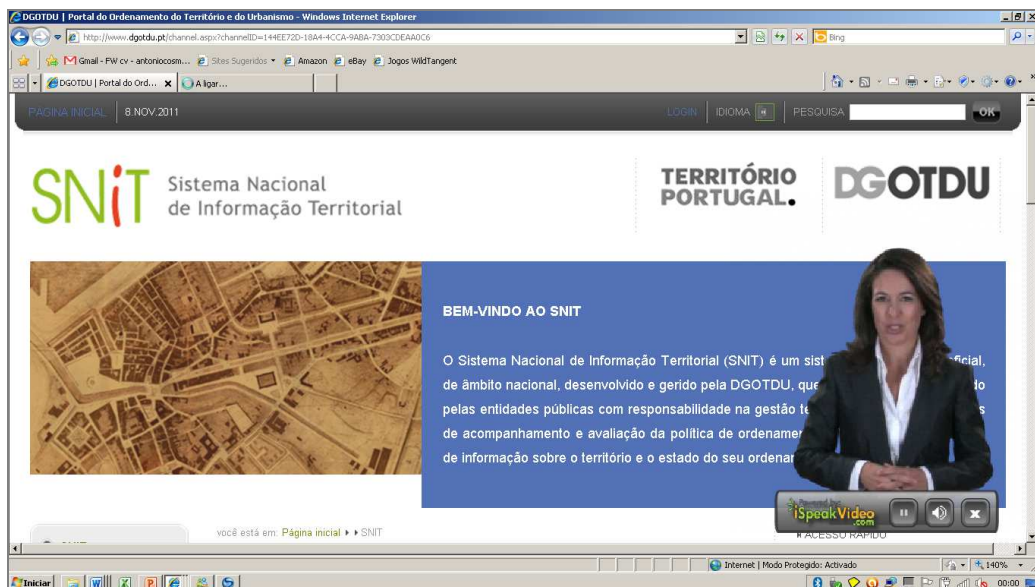 DGOTDU | Portal do Ordenamento do Território e do Urbanismo - Windows Internet Explorer
http://www.dgotdu.pt/channel.aspx?channelID=144EE72D-18A4-4CCA-9ABA-7303CDEAA0C6
Bing
Gmail - FW cv - antoniocosm... Sites Sugeridos Amazon eBay Jogos WildTangent
DGOTDU | Portal do Ord... A ligar...
PÁGINA INICIAL 8.NOV.2011 LOGIN IDIOMA PESQUISA OK
SNiT Sistema Nacional
de Informação Territorial
TERRITÓRIO
PORTUGAL.
DGOTDU
BEM-VINDO AO SNIT
O Sistema Nacional de Informação Territorial (SNIT) é um sist ficial,
de âmbito nacional, desenvolvido e gerido pela DGOTDU, que do
pelas entidades públicas com responsabilidade na gestão te s
de acompanhamento e avaliação da política de ordename
de informação sobre o território e o estado do seu ordena
Powered by:
iSpeakVideo
.com
você está em: Página inicial SNIT
ACESSO RÁPIDO
Internet | Modo Protegido: Activado 140%
Iniciar 00:00